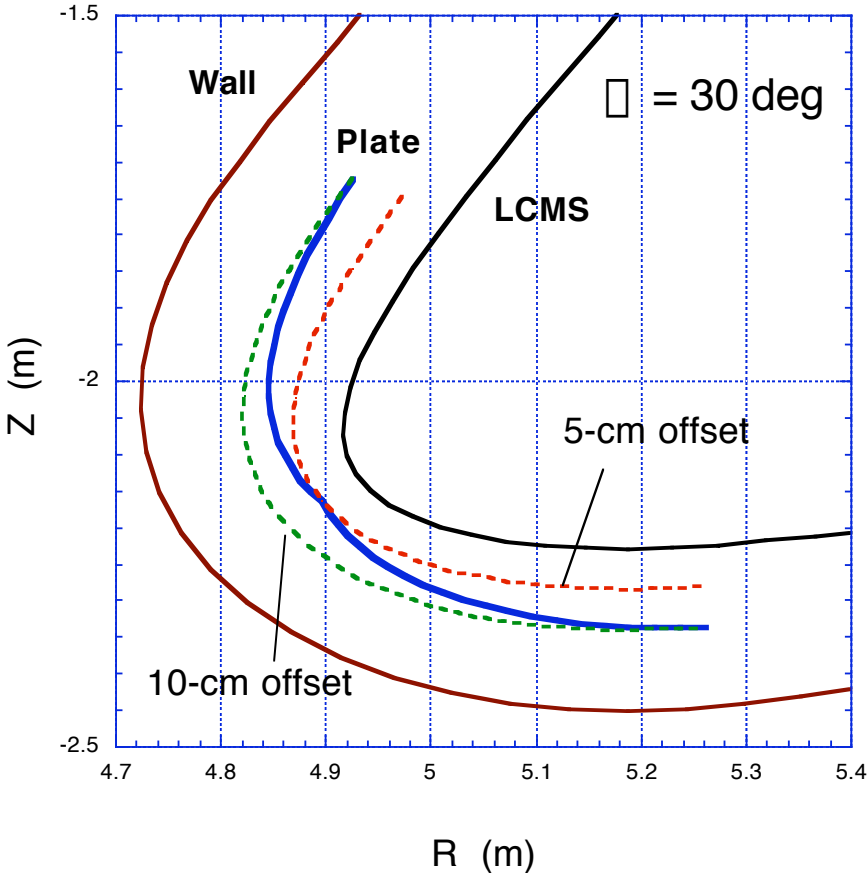 -1.5
Wall
▯ = 30 deg
Plate
LCMS
Z (m)
-2
5-cm offset
10-cm offset
-2.5
4.7 4.8 4.9 5 5.1 5.2 5.3 5.4
R (m)